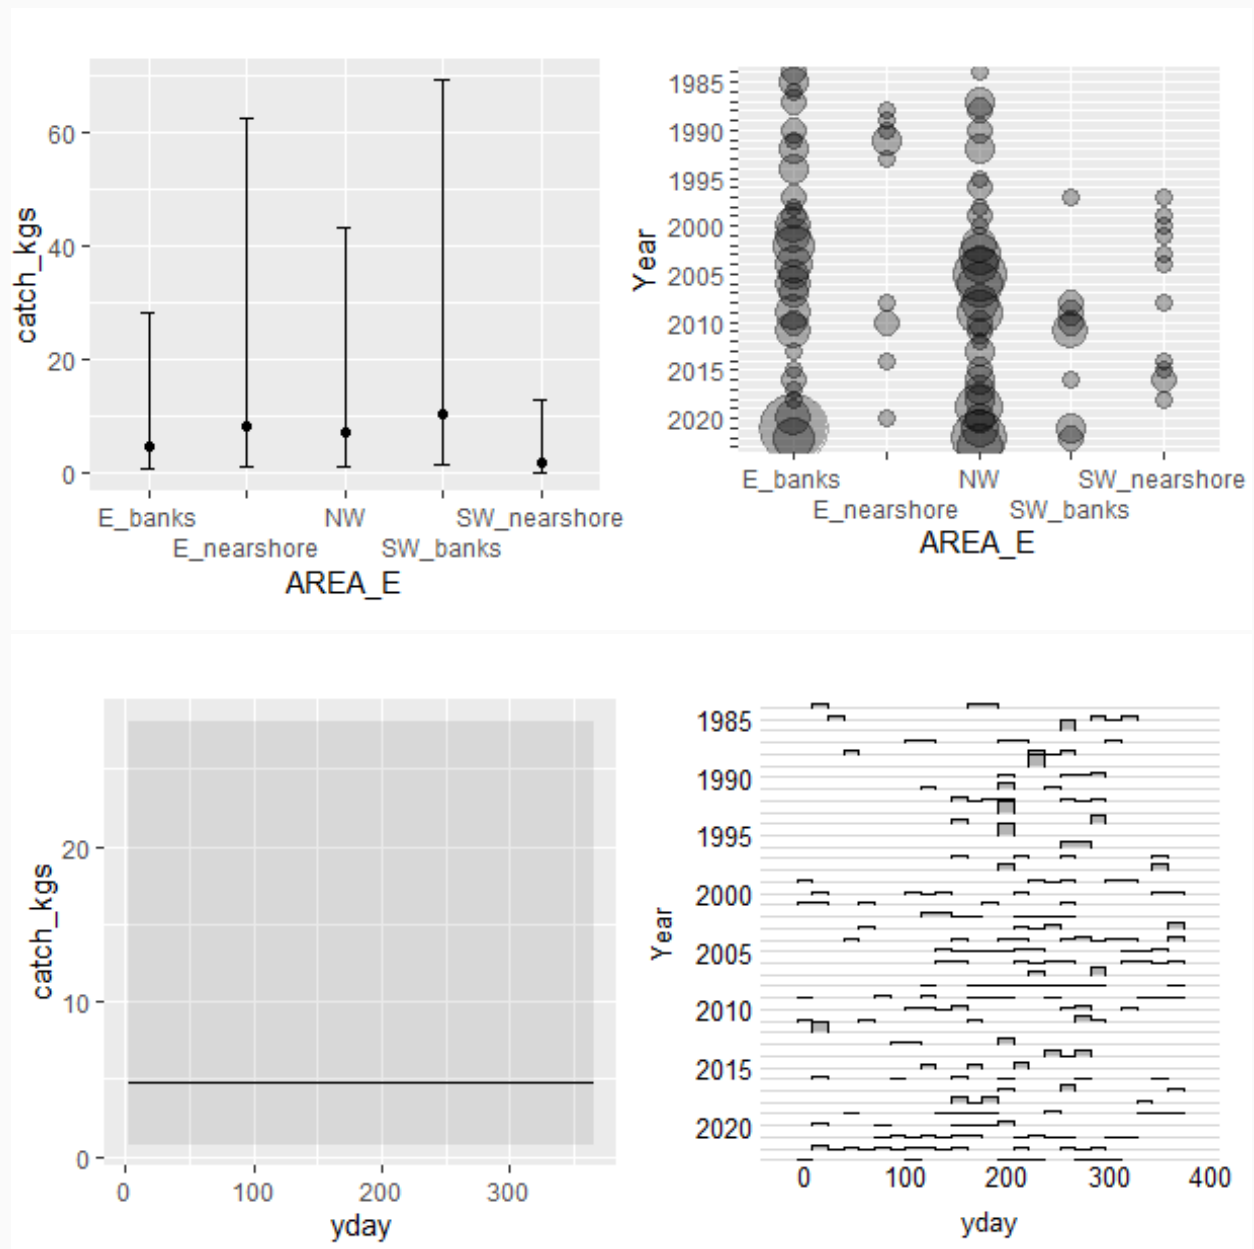 catch_kgs
60
40
20
0
E_banks NW SW_nearshore
E_nearshore SW_banks
AREA_E
Year
1985
1990
1995
2000
2005
2010
2015
2020
E_banks NW SW_nearshore
E_nearshore SW_banks
AREA_E
catch_kgs
20
10
0
0 100 200 300
yday
Year
1985
1990
1995
2000
2005
2010
2015
2020
0 100 200 300 400
yday